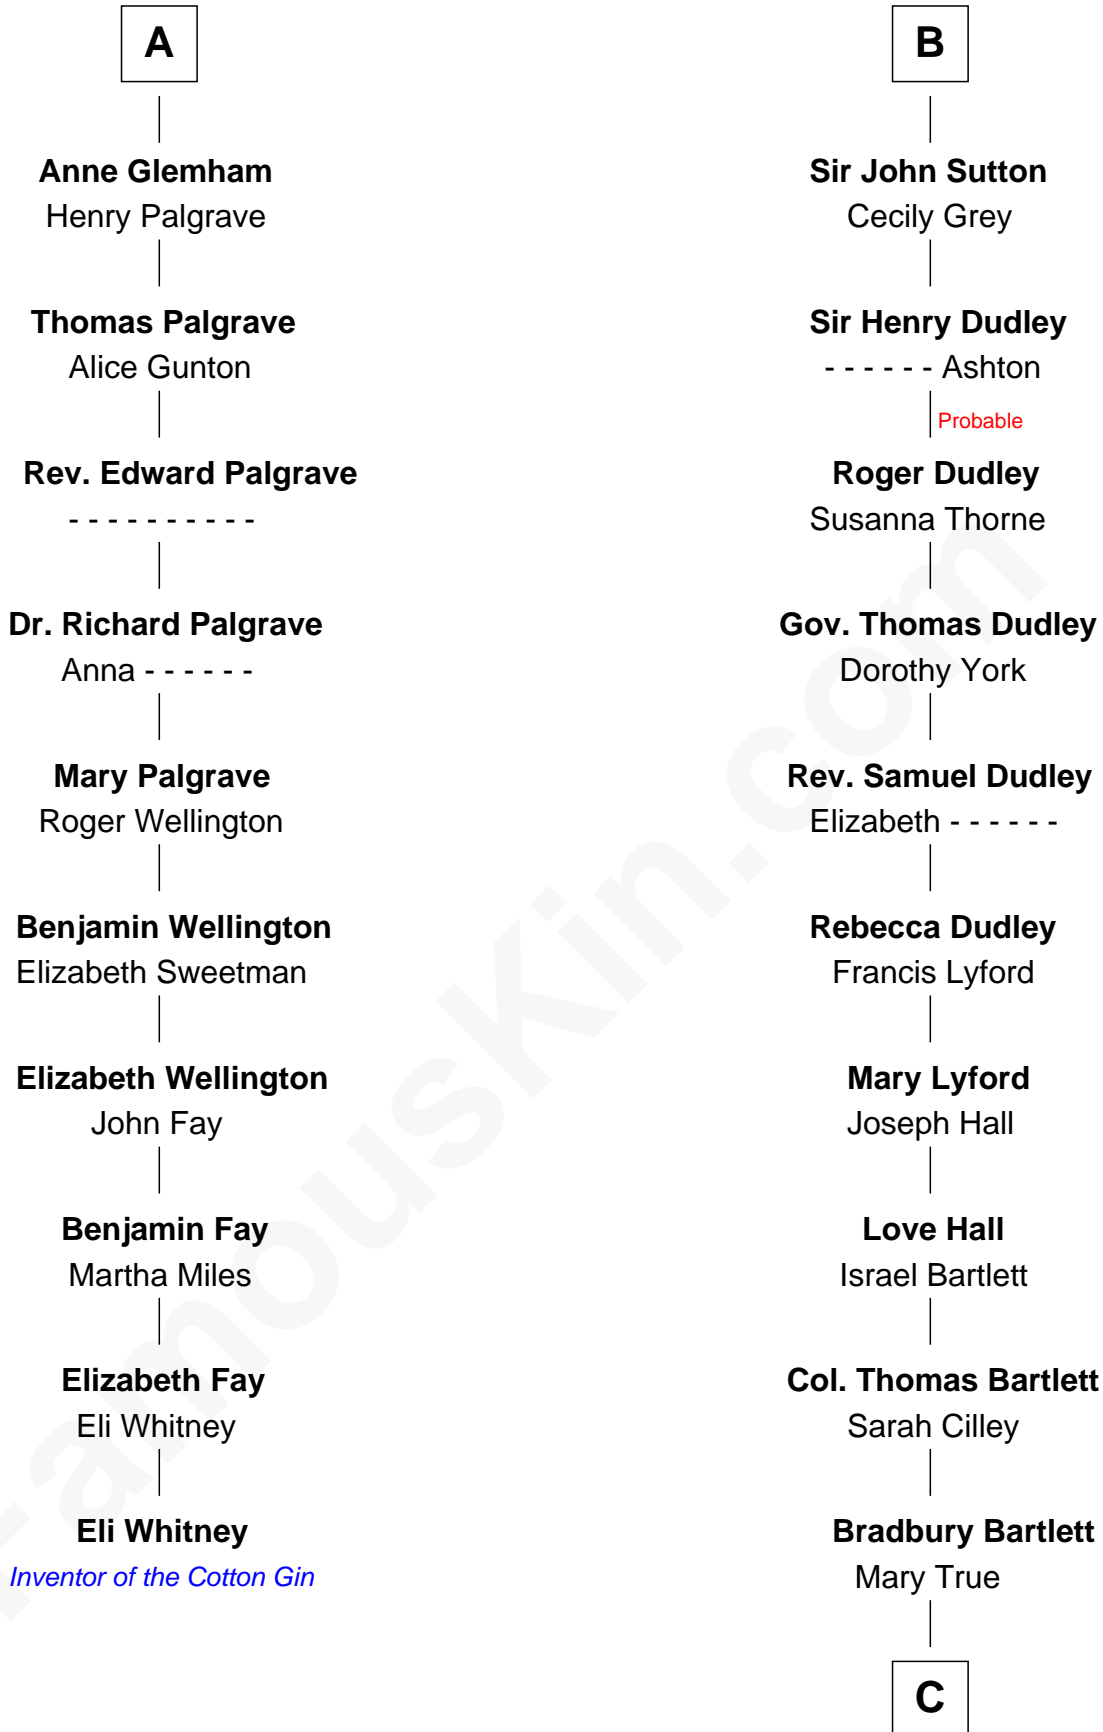 A
Anne Glemham
Henry Palgrave
Thomas Palgrave
Alice Gunton
Rev. Edward Palgrave
- - - - - - - - - -
Dr. Richard Palgrave
Anna - - - - - -
Mary Palgrave
Roger Wellington
Benjamin Wellington
Elizabeth Sweetman
Elizabeth Wellington
John Fay
Benjamin Fay
Martha Miles
Elizabeth Fay
Eli Whitney
Eli Whitney
Inventor of the Cotton Gin
B
Sir John Sutton
Cecily Grey
Sir Henry Dudley
- - - - - - Ashton
Probable
Roger Dudley
Susanna Thorne
Gov. Thomas Dudley
Dorothy York
Rev. Samuel Dudley
Elizabeth - - - - - -
Rebecca Dudley
Francis Lyford
Mary Lyford
Joseph Hall
Love Hall
Israel Bartlett
Col. Thomas Bartlett
Sarah Cilley
Bradbury Bartlett
Mary True
C
FamousKin.com